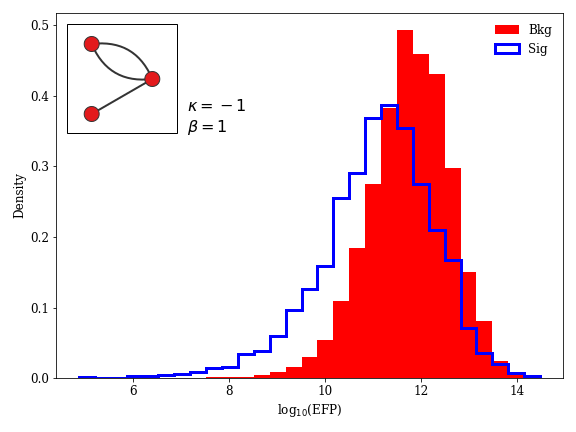 Bkg
Sig
κ = −1
β = 1
Density
0.5
0.4
0.3
0.2
0.1
0.0
6 8 10 12 14
log₁₀(EFP)